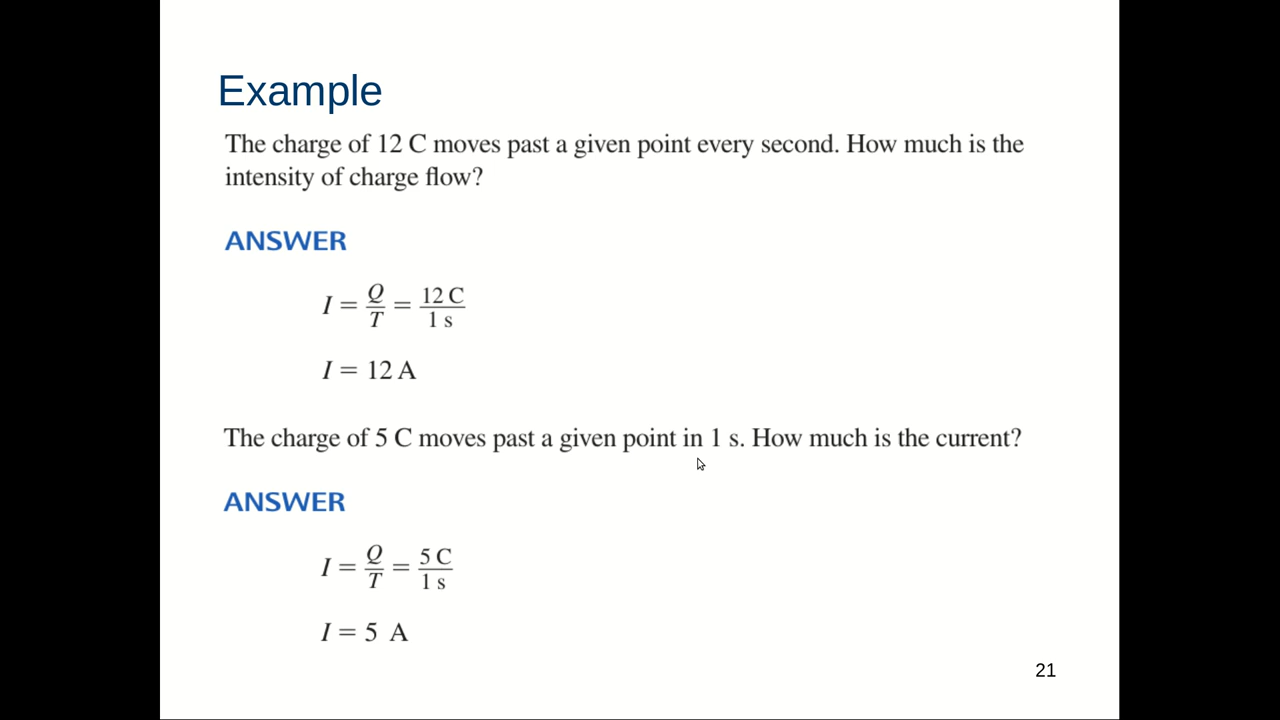 Example
The charge of 12 C moves past a given point every second. How much is the
intensity of charge flow?
ANSWER
I = Q/T = 12 C/1 s
I = 12 A
The charge of 5 C moves past a given point in 1 s. How much is the current?
ANSWER
I = Q/T = 5 C/1 s
I = 5 A
21